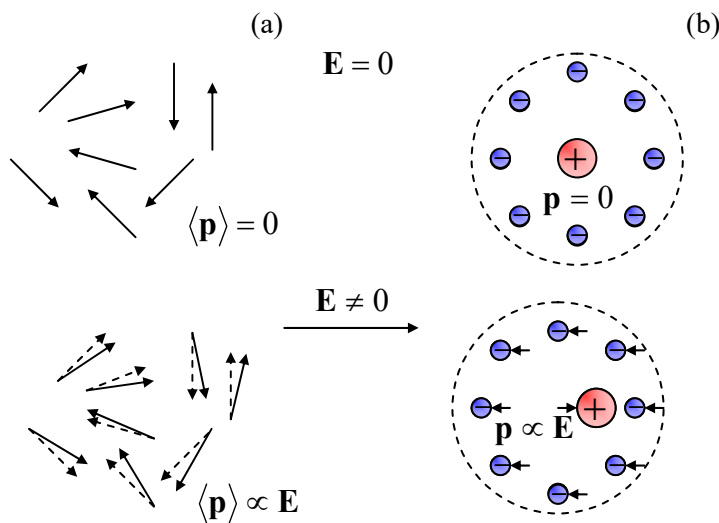 (a)
(b)
E = 0
+
p = 0
⟨p⟩ = 0
E ≠ 0
+
p ∝ E
⟨p⟩ ∝ E